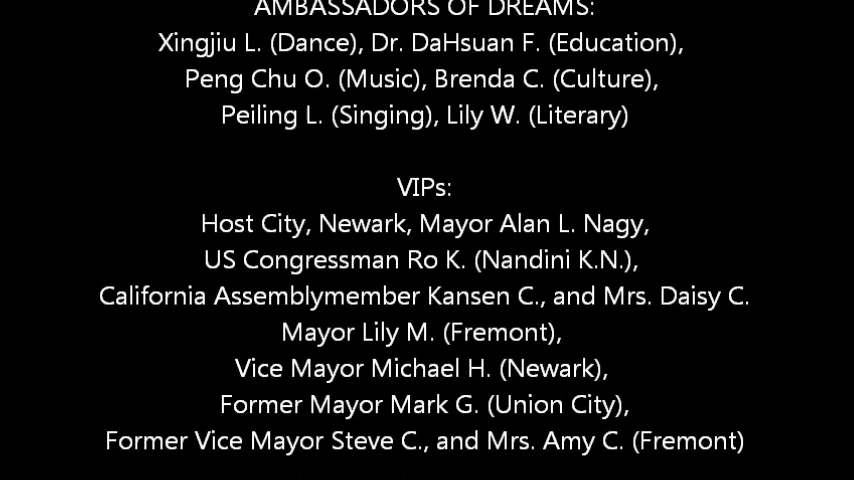 AMBASSADORS OF DREAMS:
Xingjiu L. (Dance), Dr. DaHsuan F. (Education),
Peng Chu O. (Music), Brenda C. (Culture),
Peiling L. (Singing), Lily W. (Literary)
VIPs:
Host City, Newark, Mayor Alan L. Nagy,
US Congressman Ro K. (Nandini K.N.),
California Assemblymember Kansen C., and Mrs. Daisy C.
Mayor Lily M. (Fremont),
Vice Mayor Michael H. (Newark),
Former Mayor Mark G. (Union City),
Former Vice Mayor Steve C., and Mrs. Amy C. (Fremont)